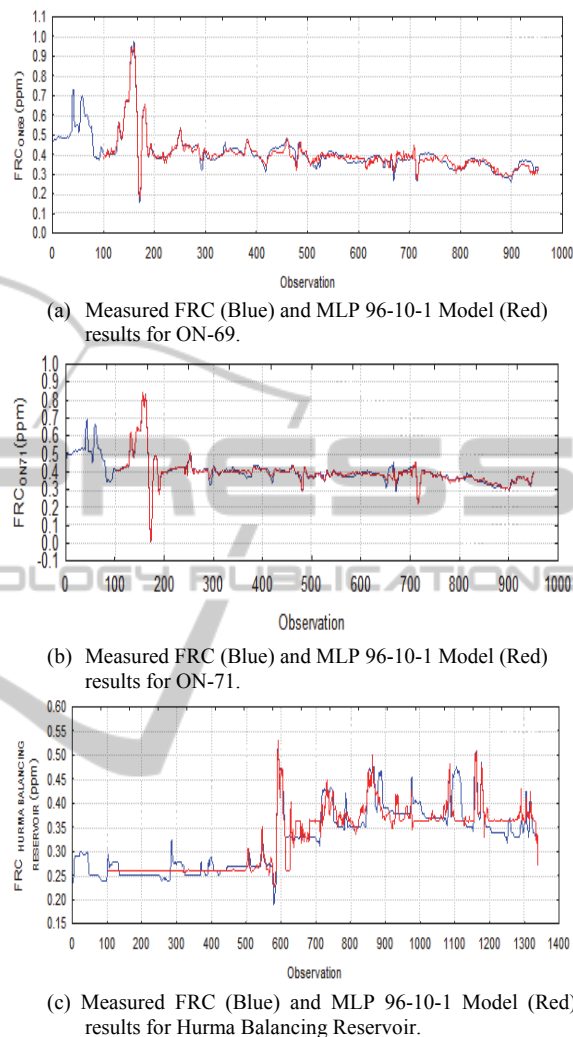 1.1
1.0
0.9
0.8
0.7
0.6
0.5
0.4
0.3
0.2
0.1
0.0
FRC ON69 (ppm)
0 100 200 300 400 500 600 700 800 900 1000
Observation
(a) Measured FRC (Blue) and MLP 96-10-1 Model (Red)
results for ON-69.
1.0
0.9
0.8
0.7
0.6
0.5
0.4
0.3
0.2
0.1
0.0
-0.1
FRC ON71 (ppm)
0 100 200 300 400 500 600 700 800 900 1000
Observation
(b) Measured FRC (Blue) and MLP 96-10-1 Model (Red)
results for ON-71.
0.60
0.55
0.50
0.45
0.40
0.35
0.30
0.25
0.20
0.15
FRC HURMA BALANCING
RESERVOIR (ppm)
0 100 200 300 400 500 600 700 800 900 1000 1100 1200 1300 1400
Observation
(c) Measured FRC (Blue) and MLP 96-10-1 Model (Red)
results for Hurma Balancing Reservoir.
PRESS
OLOGY PUBLICATIONS